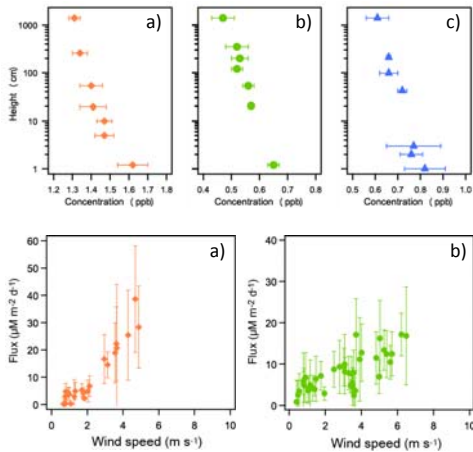 a)
b)
c)
Height (cm)
1000
100
10
1
1.2 1.3 1.4 1.5 1.6 1.7 1.8
Concentration ( ppb)
0.4 0.5 0.6 0.7 0.8
Concentration ( ppb)
0.5 0.6 0.7 0.8 0.9 1.0
Concentration ( ppb)
a)
Flux (µM m⁻² d⁻¹)
60
50
40
30
20
10
0
0 2 4 6 8 10
Wind speed (m s⁻¹)
b)
Flux (µM m⁻² d⁻¹)
40
30
20
10
0
0 2 4 6 8 10
Wind speed (m s⁻¹)